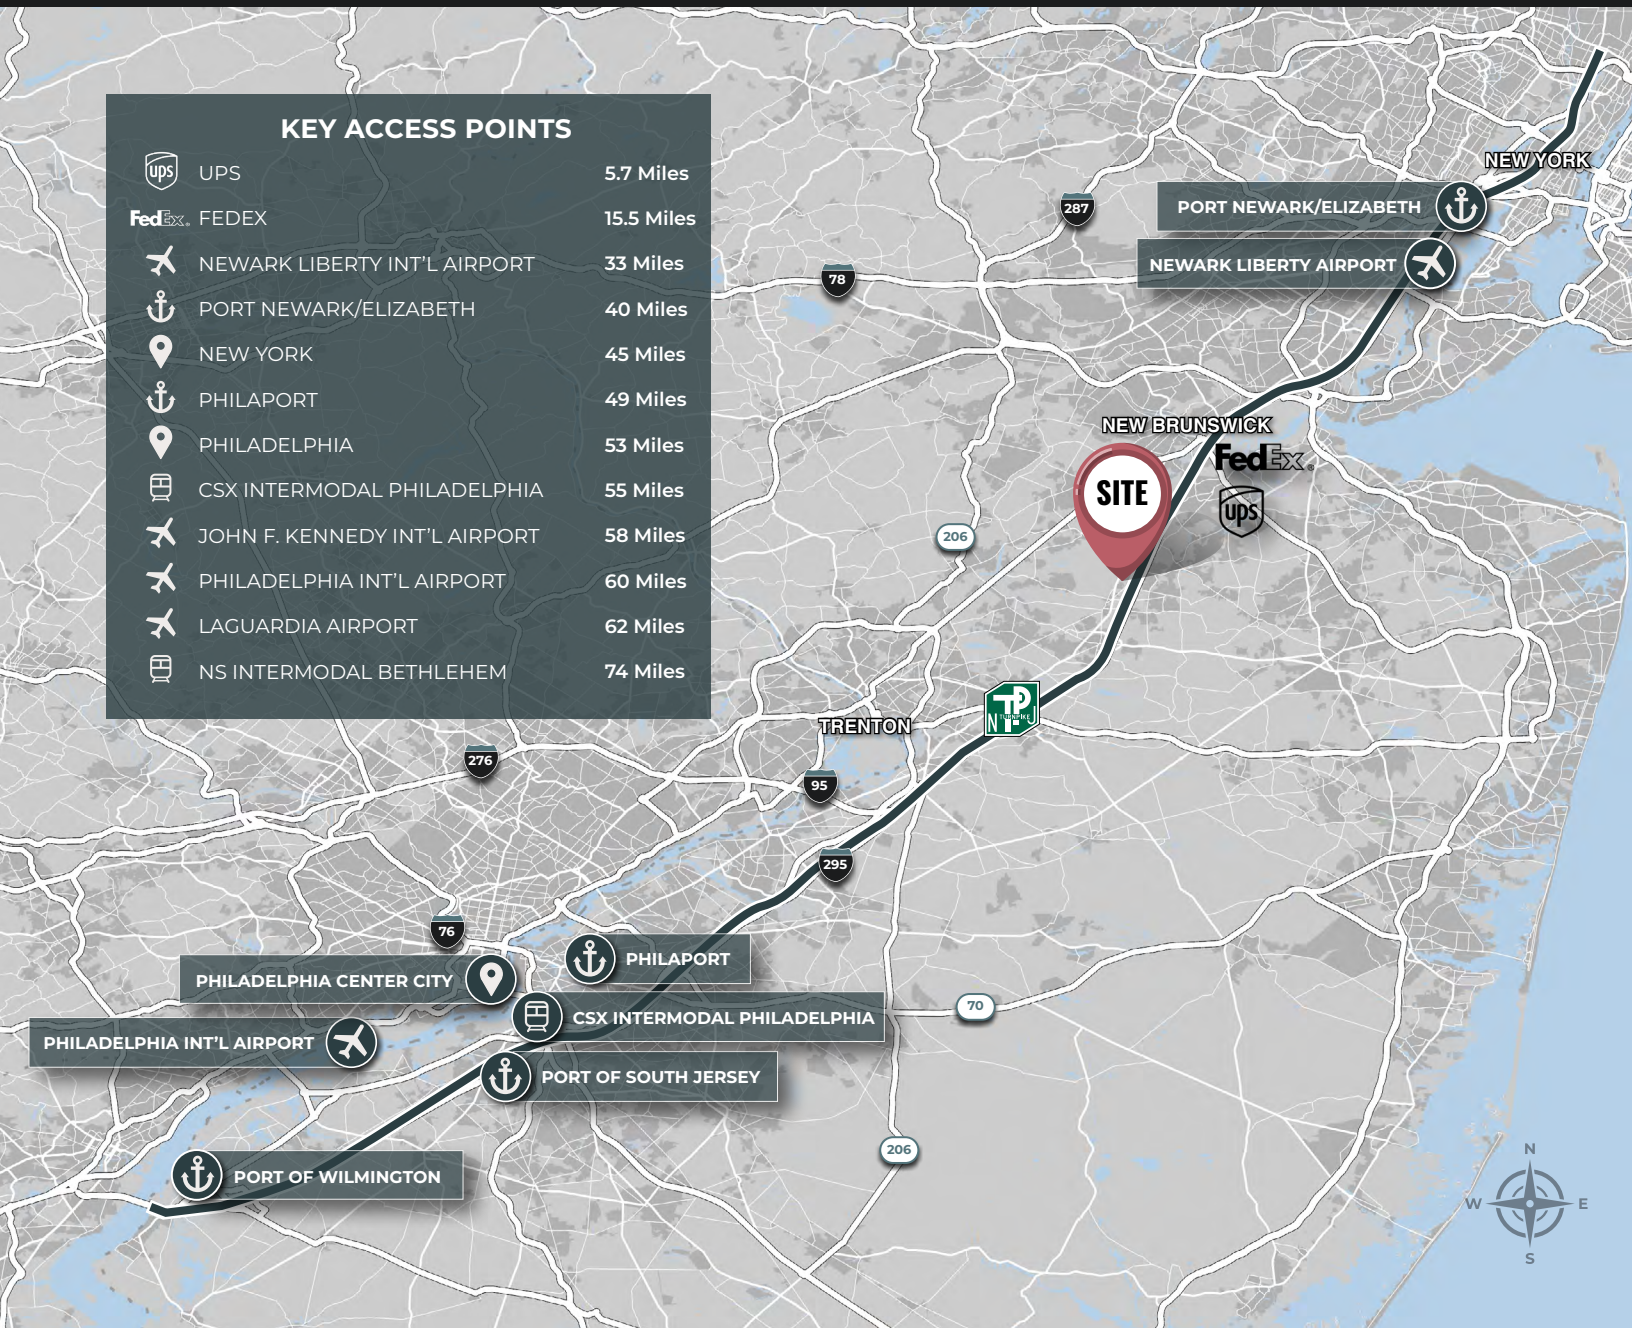 KEY ACCESS POINTS
ups UPS 5.7 Miles
FedEx FEDEX 15.5 Miles
NEWARK LIBERTY INT'L AIRPORT 33 Miles
PORT NEWARK/ELIZABETH 40 Miles
NEW YORK 45 Miles
PHILAPORT 49 Miles
PHILADELPHIA 53 Miles
CSX INTERMODAL PHILADELPHIA 55 Miles
JOHN F. KENNEDY INT'L AIRPORT 58 Miles
PHILADELPHIA INT'L AIRPORT 60 Miles
LAGUARDIA AIRPORT 62 Miles
NS INTERMODAL BETHLEHEM 74 Miles
NEW YORK
PORT NEWARK/ELIZABETH
287
NEWARK LIBERTY AIRPORT
78
NEW BRUNSWICK
FedEx
SITE
ups
206
TP
N TURNPIKE J
TRENTON
276
95
295
76
PHILAPORT
PHILADELPHIA CENTER CITY
70
CSX INTERMODAL PHILADELPHIA
PHILADELPHIA INT'L AIRPORT
PORT OF SOUTH JERSEY
206
PORT OF WILMINGTON
N
W E
S